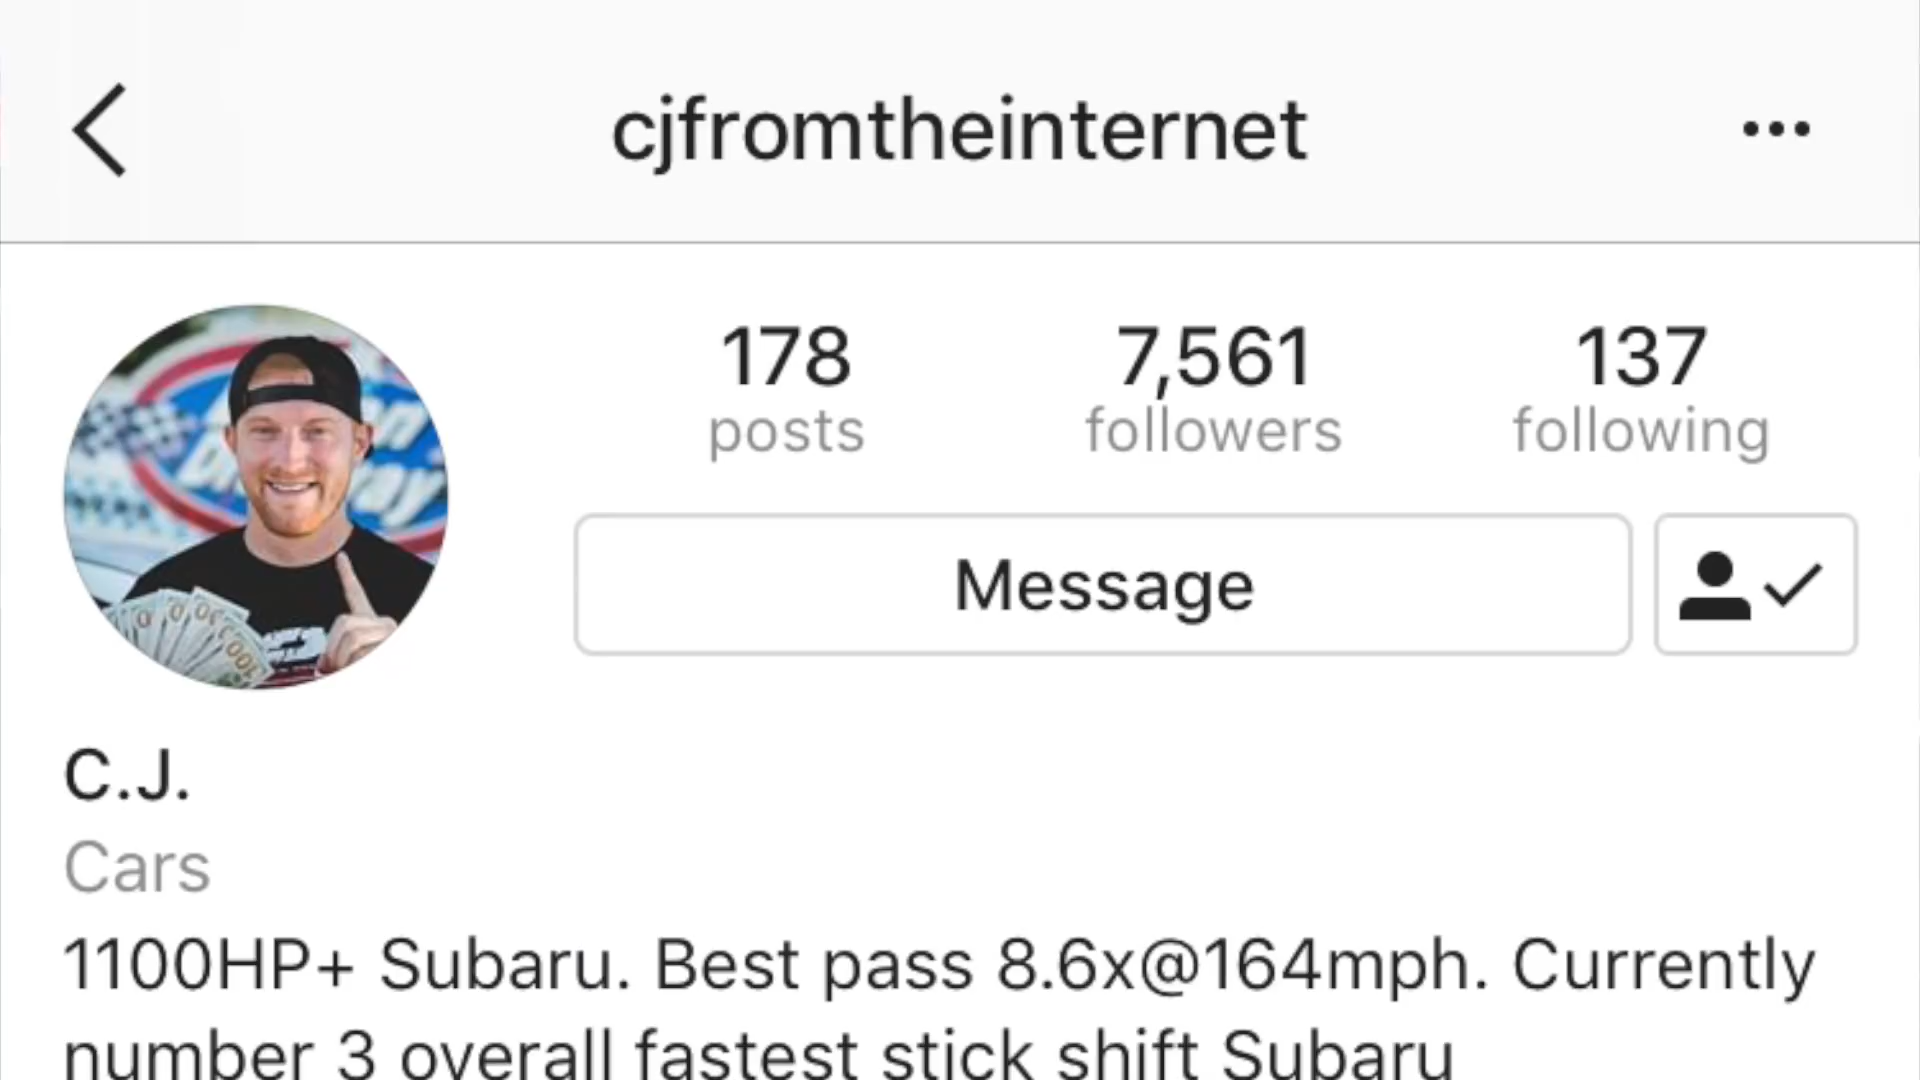 cjfromtheinternet
178 7,561 137
posts followers following
Message
C.J.
Cars
1100HP+ Subaru. Best pass 8.6x@164mph. Currently
number 3 overall fastest stick shift Subaru